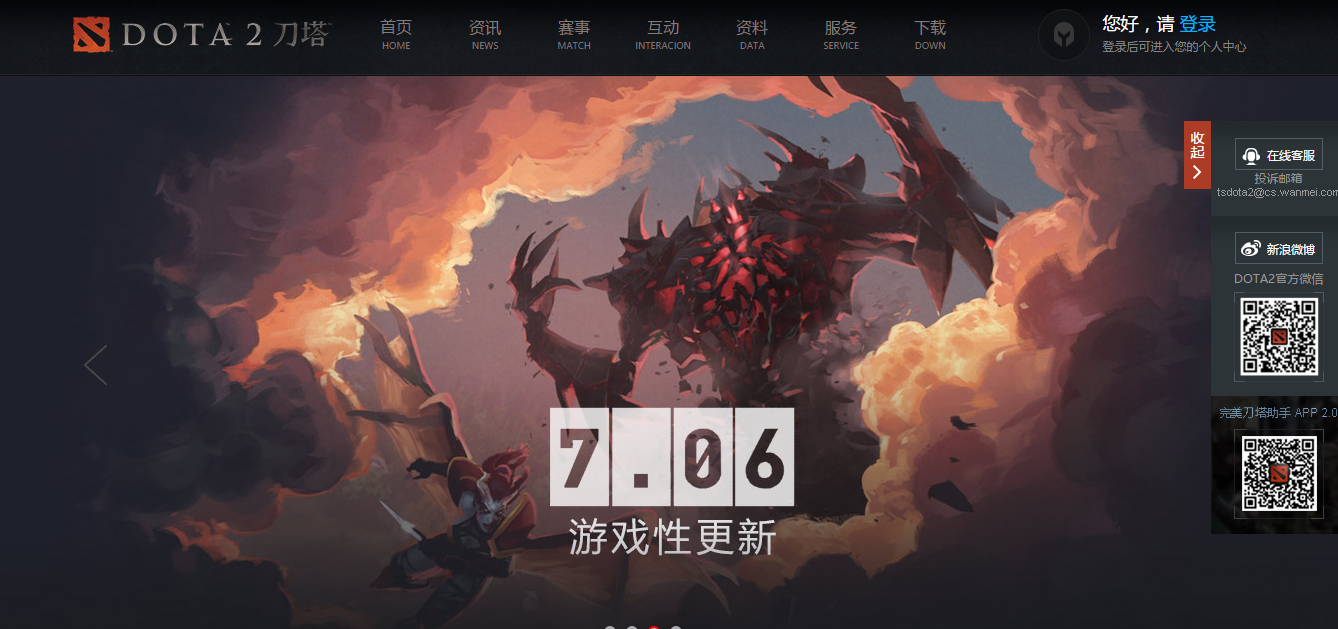 DOTA 2 刀塔
首页
HOME
资讯
NEWS
赛事
MATCH
互动
INTERACION
资料
DATA
服务
SERVICE
下载
DOWN
您好，请 登录
登录后可进入您的个人中心
收起
在线客服
投诉邮箱
tsdota2@cs.wanmei.com
新浪微博
DOTA2官方微信
完美刀塔助手 APP 2.0
7.06
游戏性更新